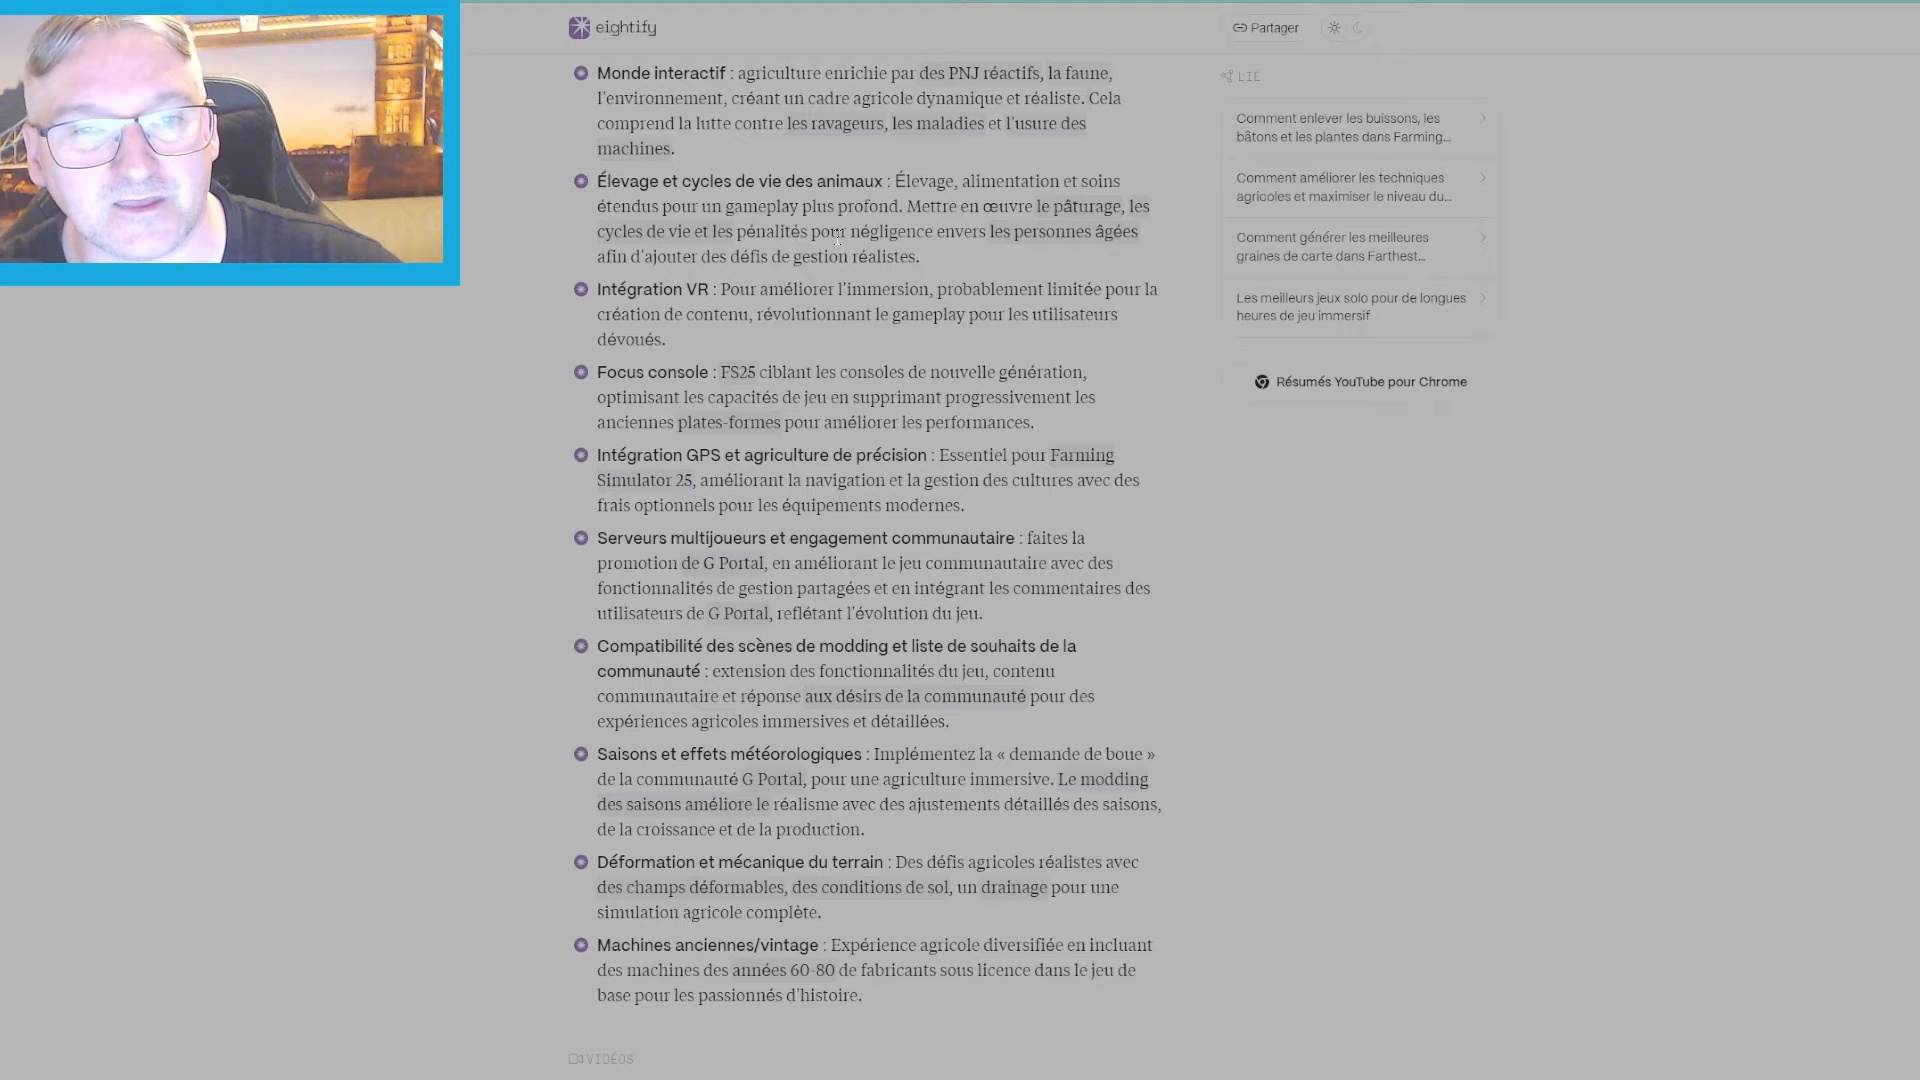 eightify
Partager
Monde interactif : agriculture enrichie par des PNJ réactifs, la faune,
l'environnement, créant un cadre agricole dynamique et réaliste. Cela
comprend la lutte contre les ravageurs, les maladies et l'usure des
machines.
Élevage et cycles de vie des animaux : Élevage, alimentation et soins
étendus pour un gameplay plus profond. Mettre en œuvre le pâturage, les
cycles de vie et les pénalités pour négligence envers les personnes âgées
afin d'ajouter des défis de gestion réalistes.
Intégration VR : Pour améliorer l'immersion, probablement limitée pour la
création de contenu, révolutionnant le gameplay pour les utilisateurs
dévoués.
Focus console : FS25 ciblant les consoles de nouvelle génération,
optimisant les capacités de jeu en supprimant progressivement les
anciennes plates-formes pour améliorer les performances.
Intégration GPS et agriculture de précision : Essentiel pour Farming
Simulator 25, améliorant la navigation et la gestion des cultures avec des
frais optionnels pour les équipements modernes.
Serveurs multijoueurs et engagement communautaire : faites la
promotion de G Portal, en améliorant le jeu communautaire avec des
fonctionnalités de gestion partagées et en intégrant les commentaires des
utilisateurs de G Portal, reflétant l'évolution du jeu.
Compatibilité des scènes de modding et liste de souhaits de la
communauté : extension des fonctionnalités du jeu, contenu
communautaire et réponse aux désirs de la communauté pour des
expériences agricoles immersives et détaillées.
Saisons et effets météorologiques : Implémentez la « demande de boue »
de la communauté G Portal, pour une agriculture immersive. Le modding
des saisons améliore le réalisme avec des ajustements détaillés des saisons,
de la croissance et de la production.
Déformation et mécanique du terrain : Des défis agricoles réalistes avec
des champs déformables, des conditions de sol, un drainage pour une
simulation agricole complète.
Machines anciennes/vintage : Expérience agricole diversifiée en incluant
des machines des années 60-80 de fabricants sous licence dans le jeu de
base pour les passionnés d'histoire.
VIDÉOS
LIÉ
Comment enlever les buissons, les
bâtons et les plantes dans Farming...
Comment améliorer les techniques
agricoles et maximiser le niveau du...
Comment générer les meilleures
graines de carte dans Farthest...
Les meilleurs jeux solo pour de longues
heures de jeu immersif
Résumés YouTube pour Chrome